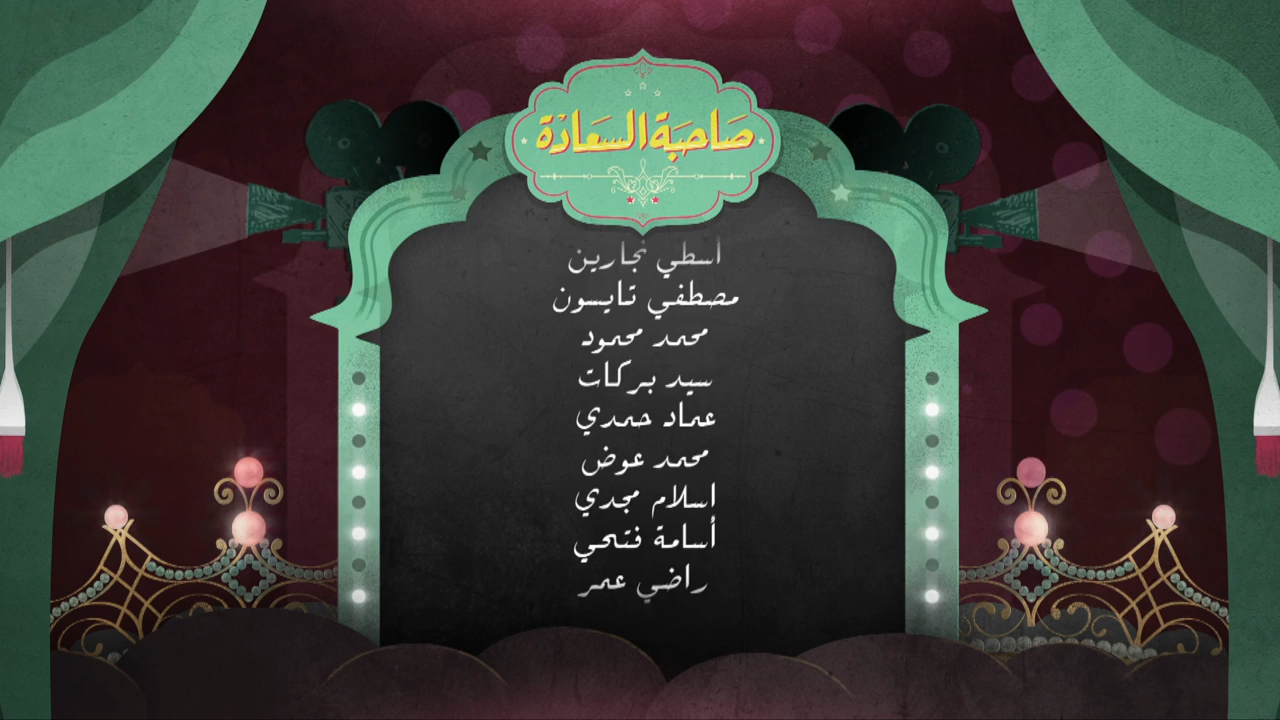 صَاحِبَة السَعَادَة
اسطي نجارين
مصطفي تايسون
محمد محمود
سيد بركات
عماد حمدي
محمد عوض
اسلام مجدي
أسامة فتحي
راضي عمر